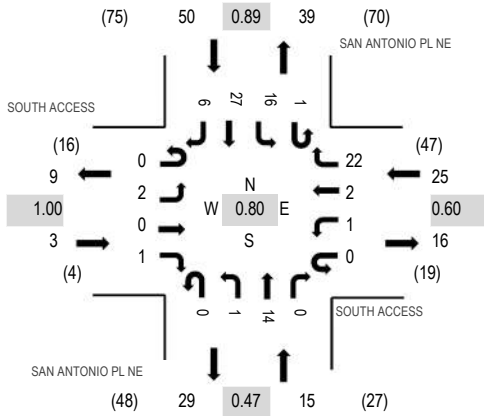 (75) 50 0.89 39 (70)
SAN ANTONIO PL NE
6 27 16 1
SOUTH ACCESS
(16) 0 22 (47)
9 2 N 2 25
1.00 W 0.80 E 0.60
3 0 1 16
1 S 0
(4) (19)
0 1 14 0
SOUTH ACCESS
SAN ANTONIO PL NE
(48) 29 0.47 15 (27)